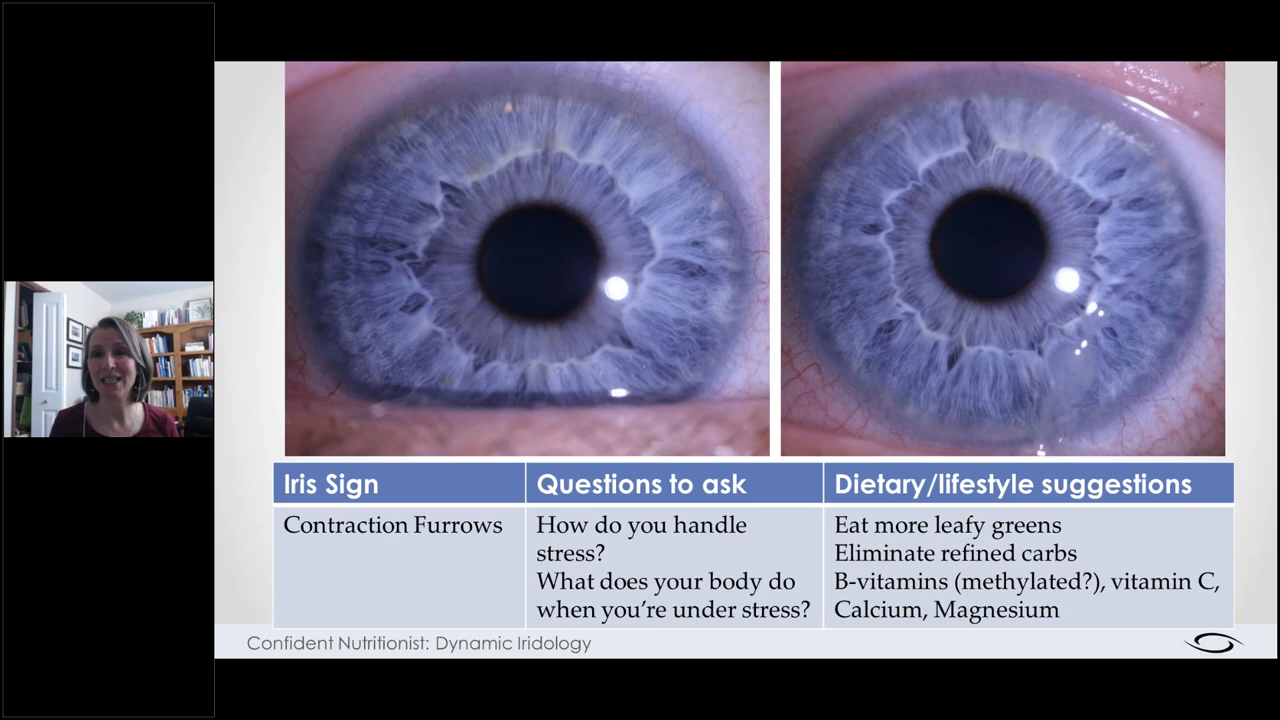 Iris Sign
Questions to ask
Dietary/lifestyle suggestions
Contraction Furrows
How do you handle
stress?
What does your body do
when you're under stress?
Eat more leafy greens
Eliminate refined carbs
B-vitamins (methylated?), vitamin C,
Calcium, Magnesium
Confident Nutritionist: Dynamic Iridology